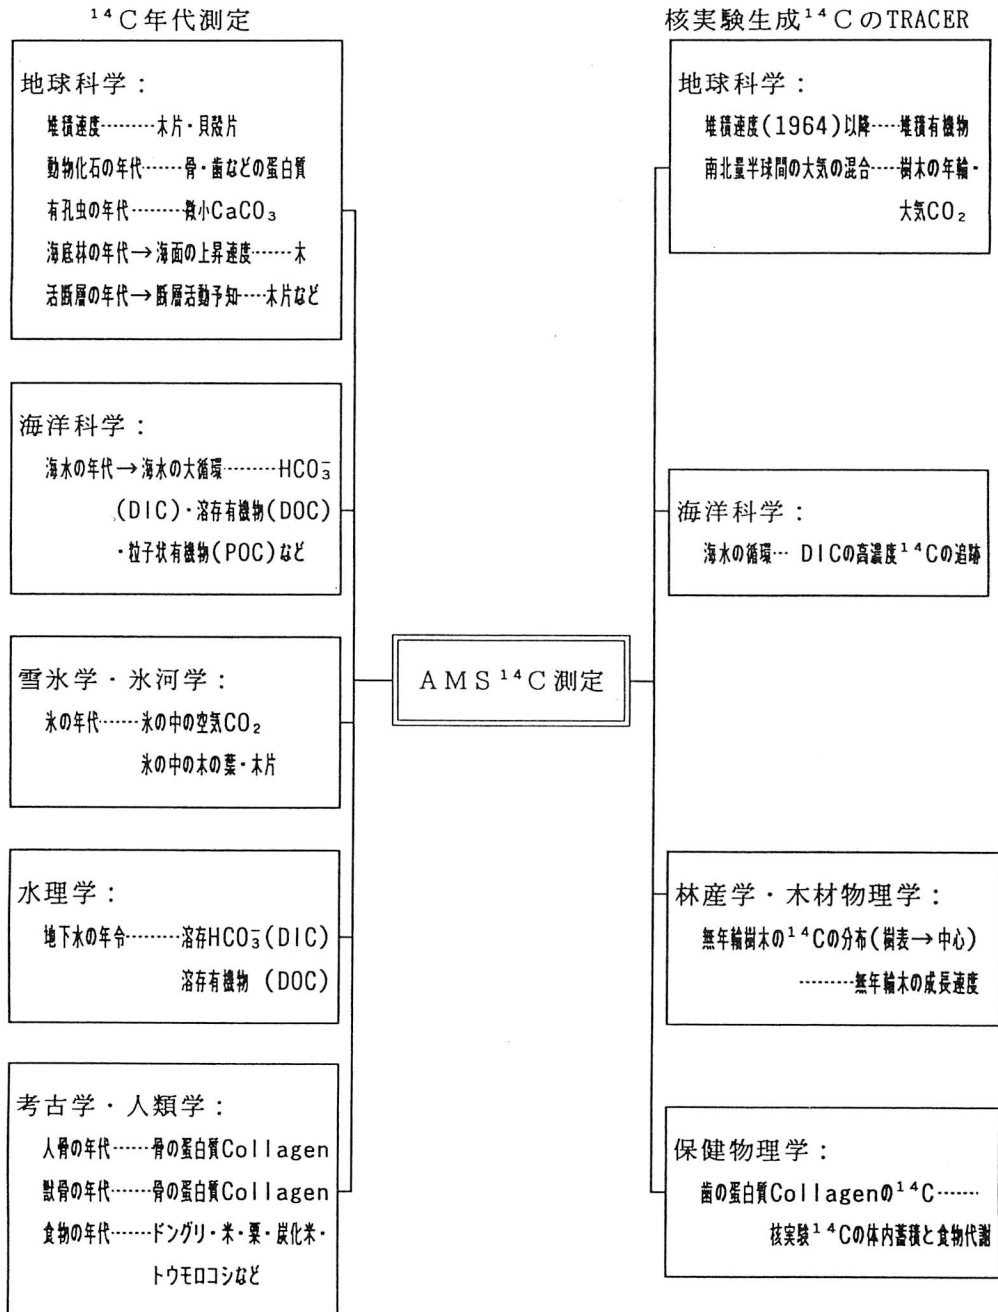 ¹⁴C年代測定
地球科学：
堆積速度………木片・貝殻片
動物化石の年代……骨・歯などの蛋白質
有孔虫の年代………微小CaCO₃
海底林の年代→海面の上昇速度……木
活断層の年代→断層活動予知……木片など
海洋科学：
海水の年代→海水の大循環………HCO₃⁻
(DIC)・溶存有機物(DOC)
・粒子状有機物(POC)など
雪氷学・氷河学：
氷の年代……氷の中の空気CO₂
氷の中の木の葉・木片
水理学：
地下水の年令………溶存HCO₃⁻(DIC)
溶存有機物 (DOC)
考古学・人類学：
人骨の年代……骨の蛋白質Collagen
獣骨の年代……骨の蛋白質Collagen
食物の年代……ドングリ・米・栗・炭化米・
トウモロコシなど
AMS¹⁴C測定
核実験生成¹⁴CのTRACER
地球科学：
堆積速度(1964)以降……堆積有機物
南北量半球間の大気の混合……樹木の年輪・
大気CO₂
海洋科学：
海水の循環… DICの高濃度¹⁴Cの追跡
林産学・木材物理学：
無年輪樹木の¹⁴Cの分布(樹表→中心)
………無年輪木の成長速度
保健物理学：
歯の蛋白質Collagenの¹⁴C……
核実験¹⁴Cの体内蓄積と食物代謝